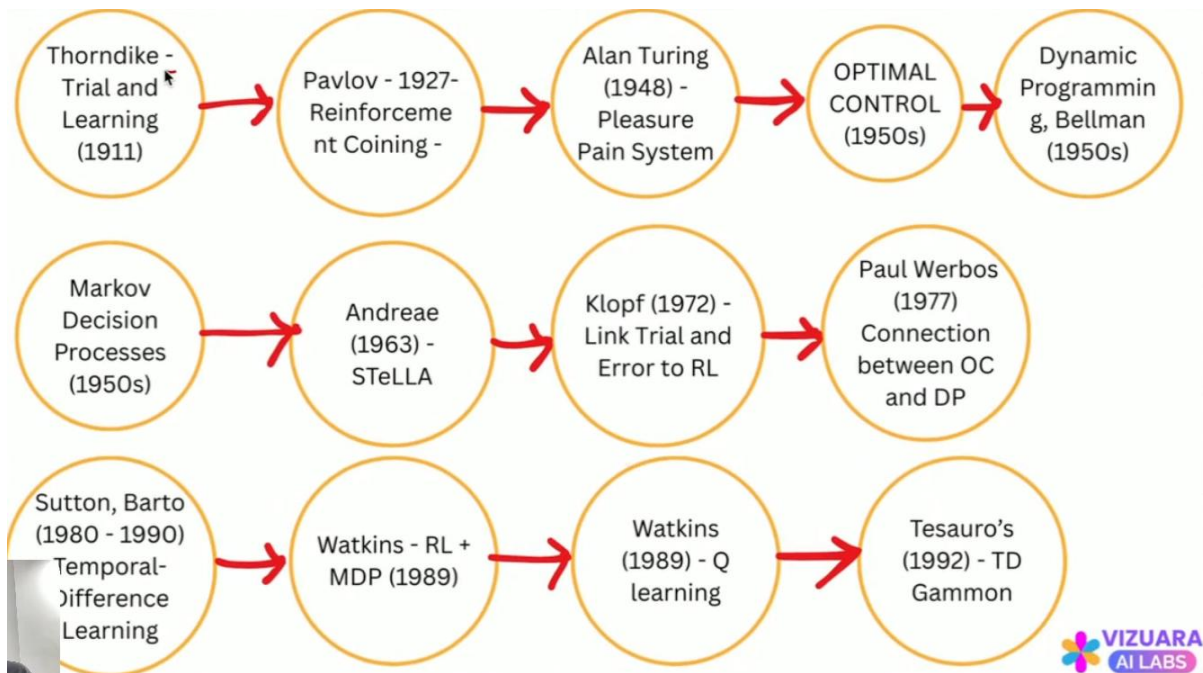 Thorndike -
Trial and
Learning
(1911)
Pavlov - 1927-
Reinforceme
nt Coining -
Alan Turing
(1948) -
Pleasure
Pain System
OPTIMAL
CONTROL
(1950s)
Dynamic
Programmin
g, Bellman
(1950s)
Markov
Decision
Processes
(1950s)
Andreae
(1963) -
STeLLA
Klopf (1972) -
Link Trial and
Error to RL
Paul Werbos
(1977)
Connection
between OC
and DP
Sutton, Barto
(1980 - 1990)
Temporal-
Difference
Learning
Watkins - RL +
MDP (1989)
Watkins
(1989) - Q
learning
Tesauro’s
(1992) - TD
Gammon
VIZUARA
AI LABS